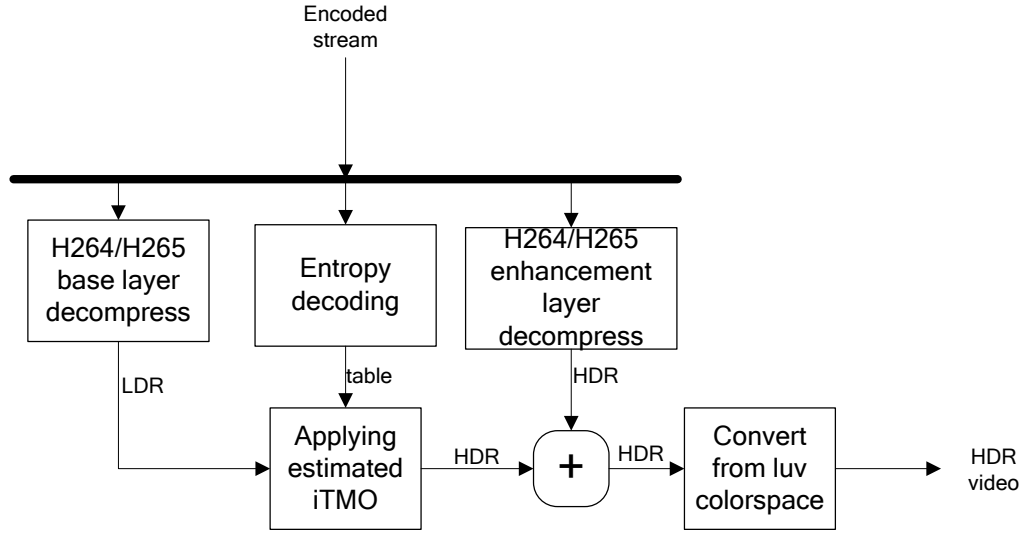 Encoded
stream
H264/H265
base layer
decompress
Entropy
decoding
H264/H265
enhancement
layer
decompress
LDR
table
HDR
Applying
estimated
iTMO
HDR
+
HDR
Convert
from luv
colorspace
HDR
video